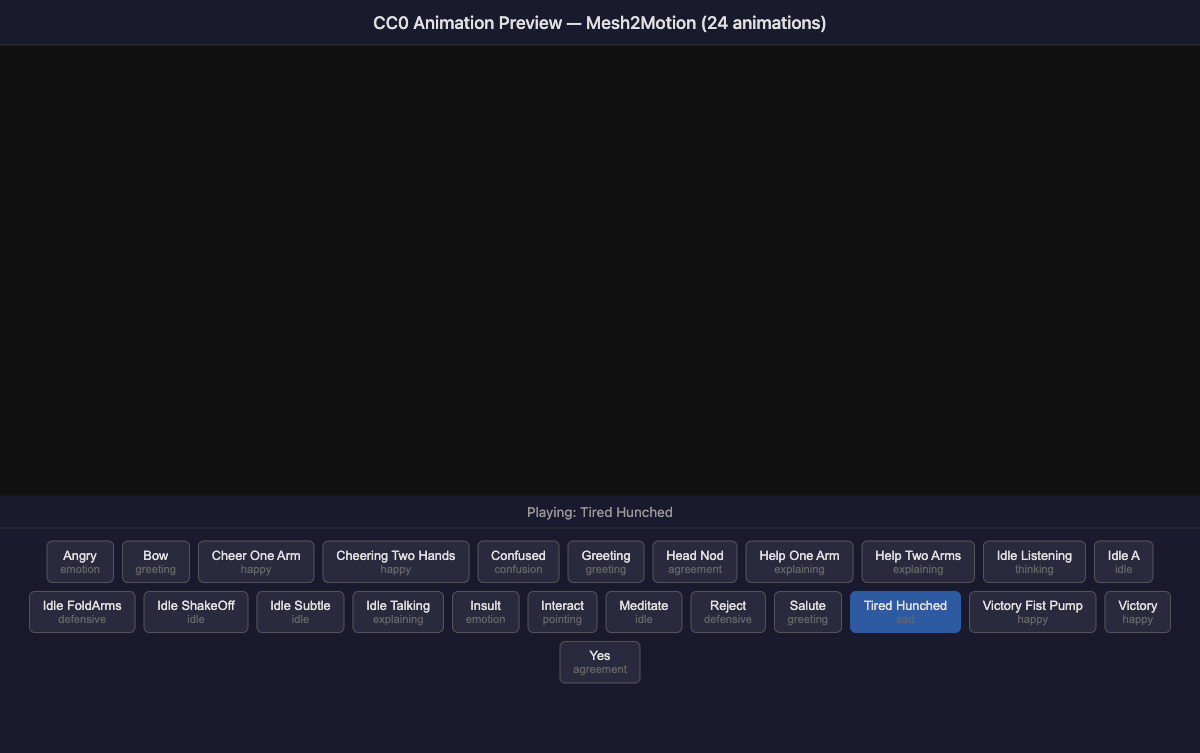 CC0 Animation Preview — Mesh2Motion (24 animations)
Playing: Tired Hunched
Angry
emotion
Bow
greeting
Cheer One Arm
happy
Cheering Two Hands
happy
Confused
confusion
Greeting
greeting
Head Nod
agreement
Help One Arm
explaining
Help Two Arms
explaining
Idle Listening
thinking
Idle A
idle
Idle FoldArms
defensive
Idle ShakeOff
idle
Idle Subtle
idle
Idle Talking
explaining
Insult
emotion
Interact
pointing
Meditate
idle
Reject
defensive
Salute
greeting
Tired Hunched
sad
Victory Fist Pump
happy
Victory
happy
Yes
agreement